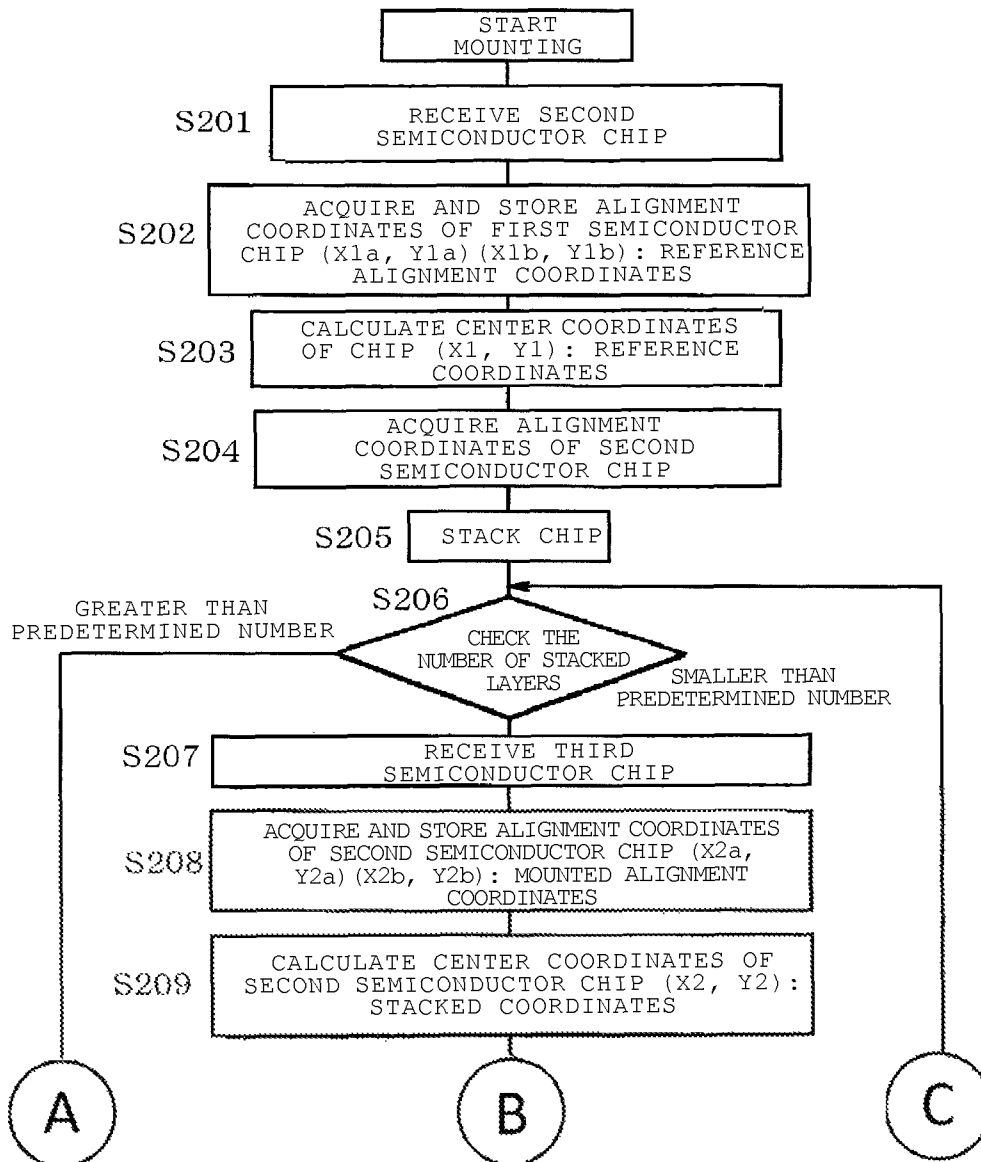 START
MOUNTING
S201
RECEIVE SECOND
SEMICONDUCTOR CHIP
S202
ACQUIRE AND STORE ALIGNMENT
COORDINATES OF FIRST SEMICONDUCTOR
CHIP (X1a, Y1a)(X1b, Y1b): REFERENCE
ALIGNMENT COORDINATES
S203
CALCULATE CENTER COORDINATES
OF CHIP (X1, Y1): REFERENCE
COORDINATES
S204
ACQUIRE ALIGNMENT
COORDINATES OF SECOND
SEMICONDUCTOR CHIP
S205
STACK CHIP
S206
GREATER THAN
PREDETERMINED NUMBER
CHECK THE
NUMBER OF STACKED
LAYERS
SMALLER THAN
PREDETERMINED NUMBER
S207
RECEIVE THIRD
SEMICONDUCTOR CHIP
S208
ACQUIRE AND STORE ALIGNMENT COORDINATES
OF SECOND SEMICONDUCTOR CHIP (X2a,
Y2a)(X2b, Y2b): MOUNTED ALIGNMENT
COORDINATES
S209
CALCULATE CENTER COORDINATES OF
SECOND SEMICONDUCTOR CHIP (X2, Y2):
STACKED COORDINATES
A
B
C